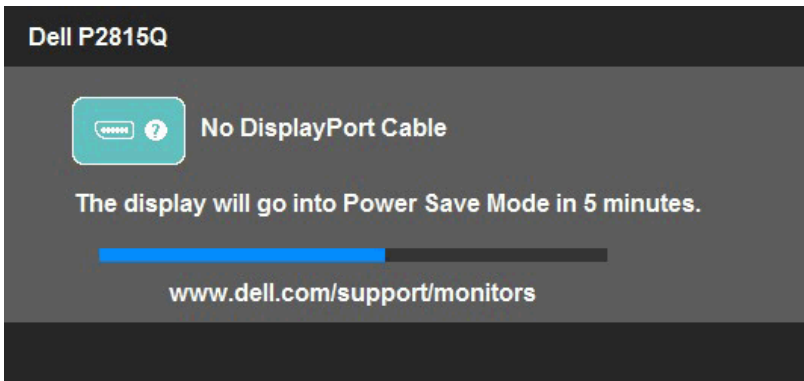 Dell P2815Q
?
No DisplayPort Cable
The display will go into Power Save Mode in 5 minutes.
www.dell.com/support/monitors